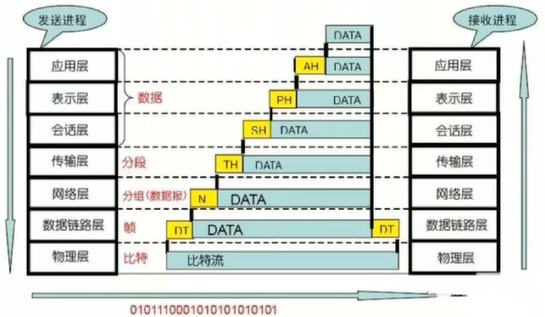 发送进程
接收进程
DATA
应用层
AH
DATA
应用层
表示层
数据
PH
DATA
表示层
会话层
SH
DATA
会话层
传输层
分段
TH
DATA
传输层
网络层
分组(数据报)
N
DATA
网络层
数据链路层
帧
DT
DATA
DT
数据链路层
物理层
比特
比特流
物理层
0101110001010101010101